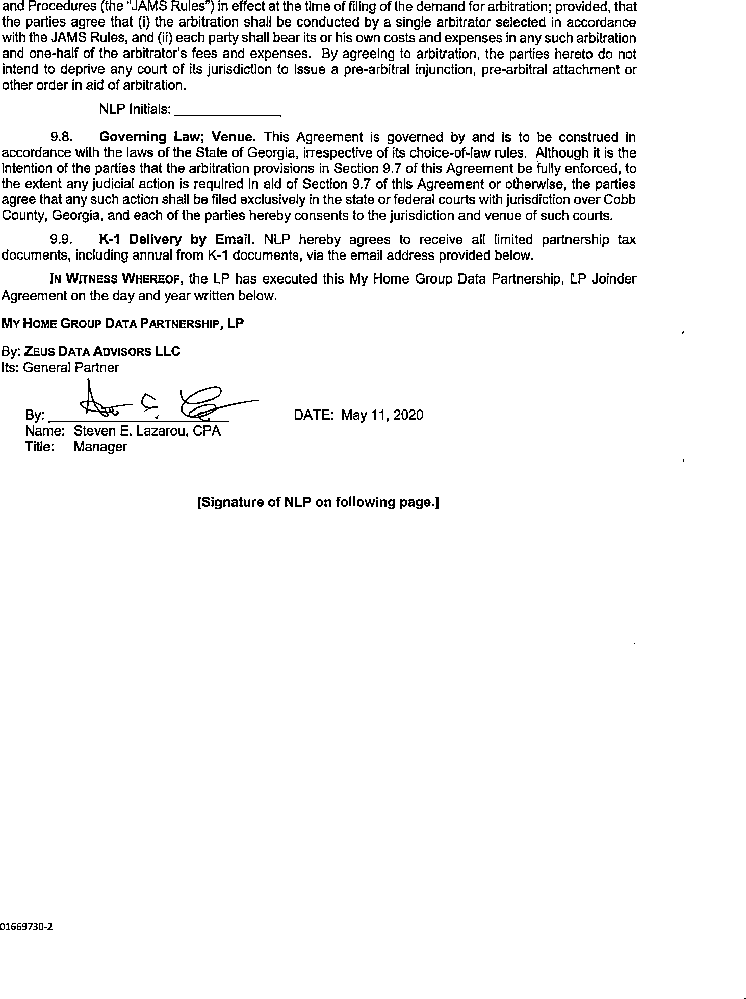 and Procedures (the “JAMS Rules”) in effect at the time of filing of the demand for arbitration; provided, that
the parties agree that (i) the arbitration shall be conducted by a single arbitrator selected in accordance
with the JAMS Rules, and (ii) each party shall bear its or his own costs and expenses in any such arbitration
and one-half of the arbitrator's fees and expenses. By agreeing to arbitration, the parties hereto do not
intend to deprive any court of its jurisdiction to issue a pre-arbitral injunction, pre-arbitral attachment or
other order in aid of arbitration.
NLP Initials: _______________
9.8. Governing Law; Venue. This Agreement is governed by and is to be construed in
accordance with the laws of the State of Georgia, irrespective of its choice-of-law rules. Although it is the
intention of the parties that the arbitration provisions in Section 9.7 of this Agreement be fully enforced, to
the extent any judicial action is required in aid of Section 9.7 of this Agreement or otherwise, the parties
agree that any such action shall be filed exclusively in the state or federal courts with jurisdiction over Cobb
County, Georgia, and each of the parties hereby consents to the jurisdiction and venue of such courts.
9.9. K-1 Delivery by Email. NLP hereby agrees to receive all limited partnership tax
documents, including annual from K-1 documents, via the email address provided below.
IN WITNESS WHEREOF, the LP has executed this My Home Group Data Partnership, LP Joinder
Agreement on the day and year written below.
MY HOME GROUP DATA PARTNERSHIP, LP
By: ZEUS DATA ADVISORS LLC
Its: General Partner
By: DATE: May 11, 2020
Name: Steven E. Lazarou, CPA
Title: Manager
[Signature of NLP on following page.]
01669730-2